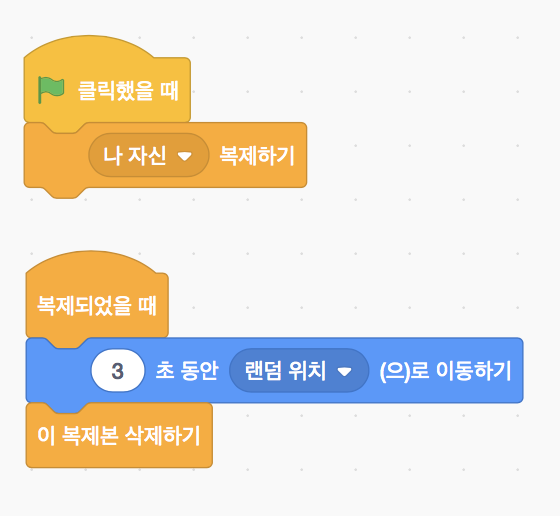 클릭했을 때
나 자신 복제하기
복제되었을 때
3 초 동안 랜덤 위치 (으)로 이동하기
이 복제본 삭제하기